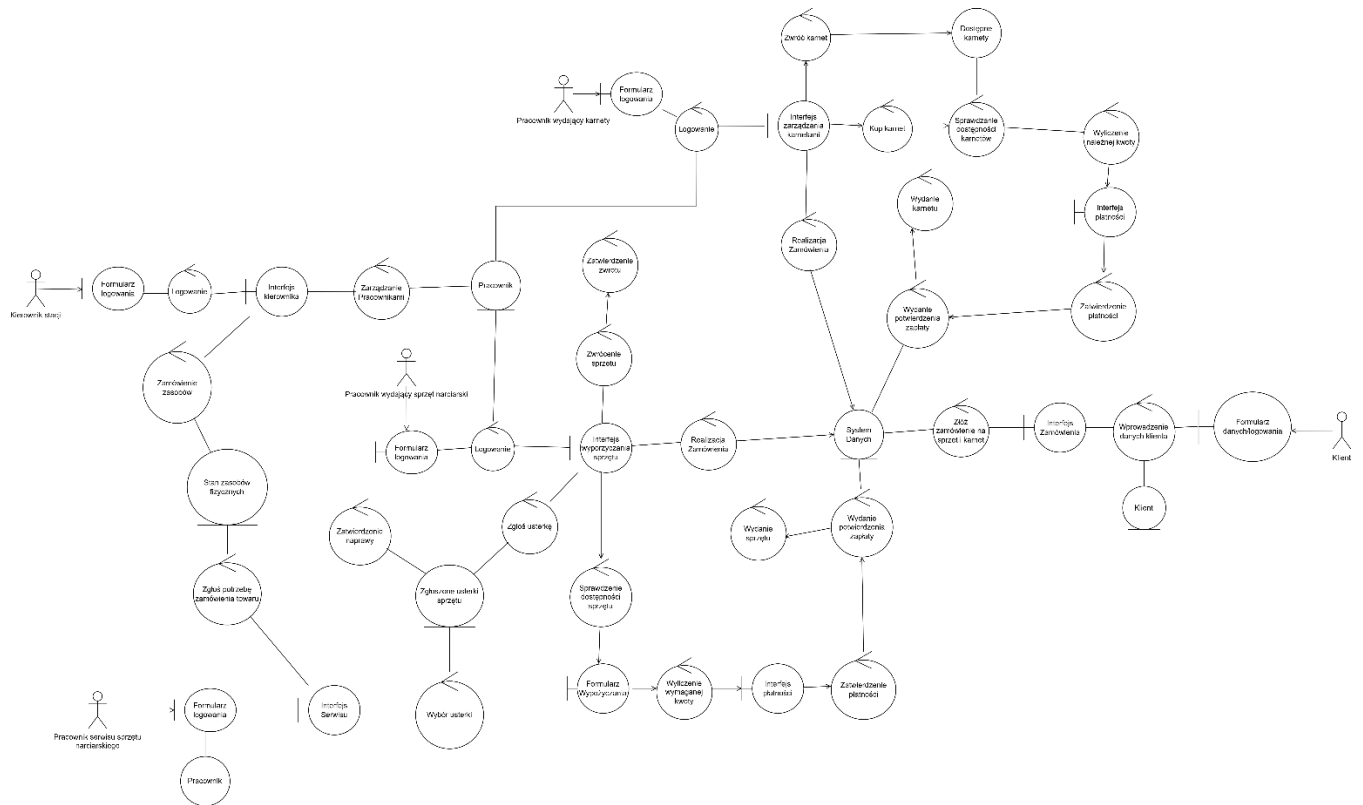 Zwróć karnet
Dostępne
karnety
Formularz
logowania
Pracownik wydający karnety
Logowanie
Interfejs
zarządzania
karnetami
Kup karnet
Sprawdzanie
dostępności
karnetów
Wyliczenie
należnej kwoty
Wydanie
karnetu
Interfejs
płatności
Realizacja
Zamówienia
Zatwierdzenie
zwrotu
Kierownik stacji
Formularz
logowania
Logowanie
Interfejs
kierownika
Zarządzanie
Pracownikami
Pracownik
Wydanie
potwierdzenia
zapłaty
Zatwierdzenie
płatności
Zwrócenie
sprzętu
Zamówienie
zasobów
Pracownik wydający sprzęt narciarski
Formularz
logowania
Logowanie
Interfejs
wyporzyczania
sprzętu
Realizacja
Zamówienia
System
Danych
Złóż
zamówienie na
sprzęt i karnet
Interfejs
Zamówienia
Wprowadzenie
danych klienta
Formularz
danych/logowania
Klient
Stan zasobów
fizycznych
Klient
Zatwierdzenie
naprawy
Zgłoś usterkę
Wydanie
sprzętu
Wydanie
potwierdzenia
zapłaty
Zgłoś potrzebę
zamówienia towaru
Zgłoszone usterki
sprzętu
Sprawdzenie
dostępności
sprzętu
Formularz
Wypożyczania
Wyliczenie
wymaganej
kwoty
Interfejs
płatności
Zatwierdzenie
płatności
Pracownik serwisu sprzętu
narciarskiego
Formularz
logowania
Interfejs
Serwisu
Wybór usterki
Pracownik